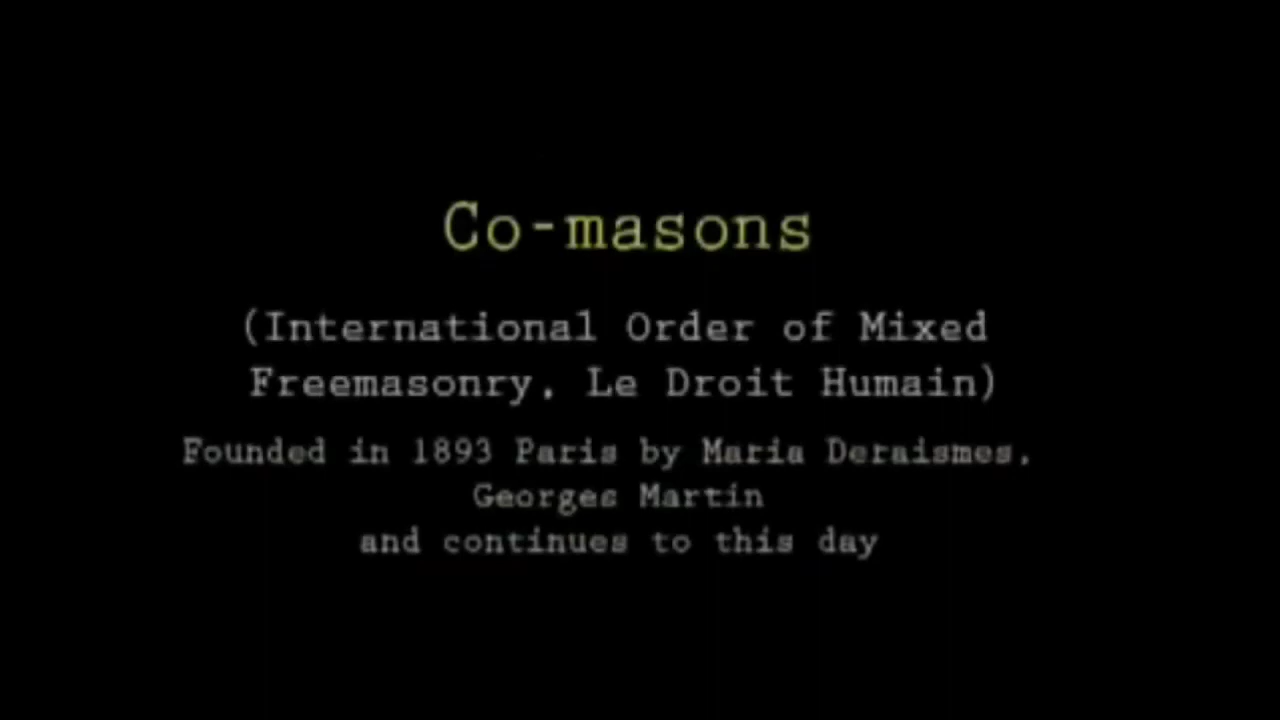 Co-masons
(International Order of Mixed
Freemasonry, Le Droit Humain)
Founded in 1893 Paris by Maria Deraismes,
Georges Martin
and continues to this day